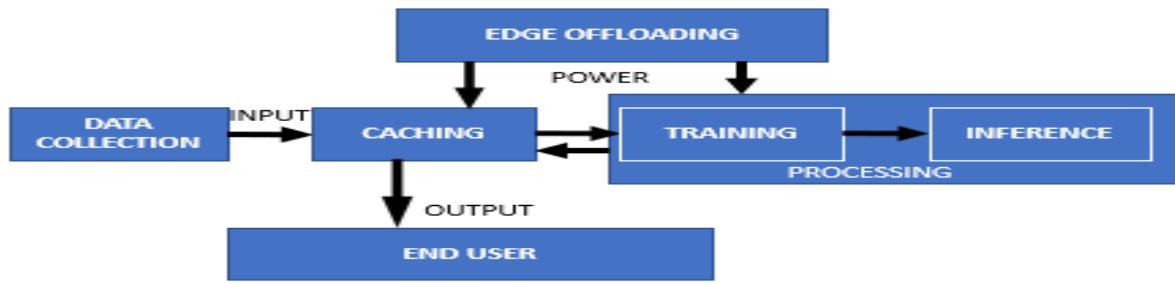 EDGE OFFLOADING
POWER
INPUT
DATA
COLLECTION
CACHING
TRAINING
INFERENCE
PROCESSING
OUTPUT
END USER